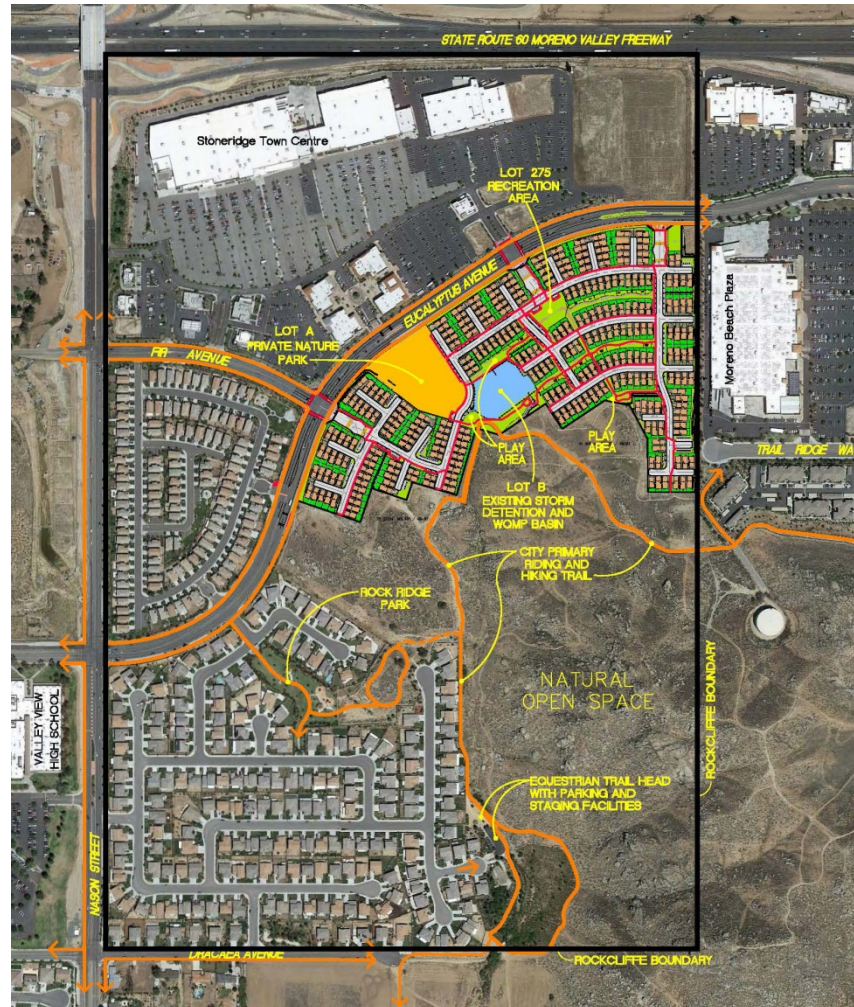 STATE ROUTE 60 MORENO VALLEY FREEWAY
Stoneridge Town Centre
LOT 275
RECREATION
AREA
EUCALYPTUS AVENUE
Moreno Beach Plaza
LOT A
PRIVATE NATURE
PARK
FIR AVENUE
PLAY
AREA
PLAY
AREA
TRAIL RIDGE WA
LOT B
EXISTING STORM
DETENTION AND
WQMP BASIN
CITY PRIMARY
RIDING AND
HIKING TRAIL
ROCK RIDGE
PARK
NATURAL
OPEN SPACE
VALLEY VIEW
HIGH SCHOOL
ROCKCLIFFE BOUNDARY
EQUESTRIAN TRAIL HEAD
WITH PARKING AND
STAGING FACILITIES
NASON STREET
DRACAEA AVENUE
ROCKCLIFFE BOUNDARY